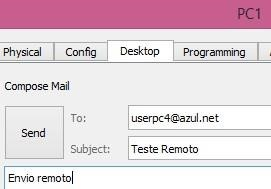 PC1
Physical Config Desktop Programming
Compose Mail
Send
To: userpc4@azul.net
Subject: Teste Remoto
Envio remoto